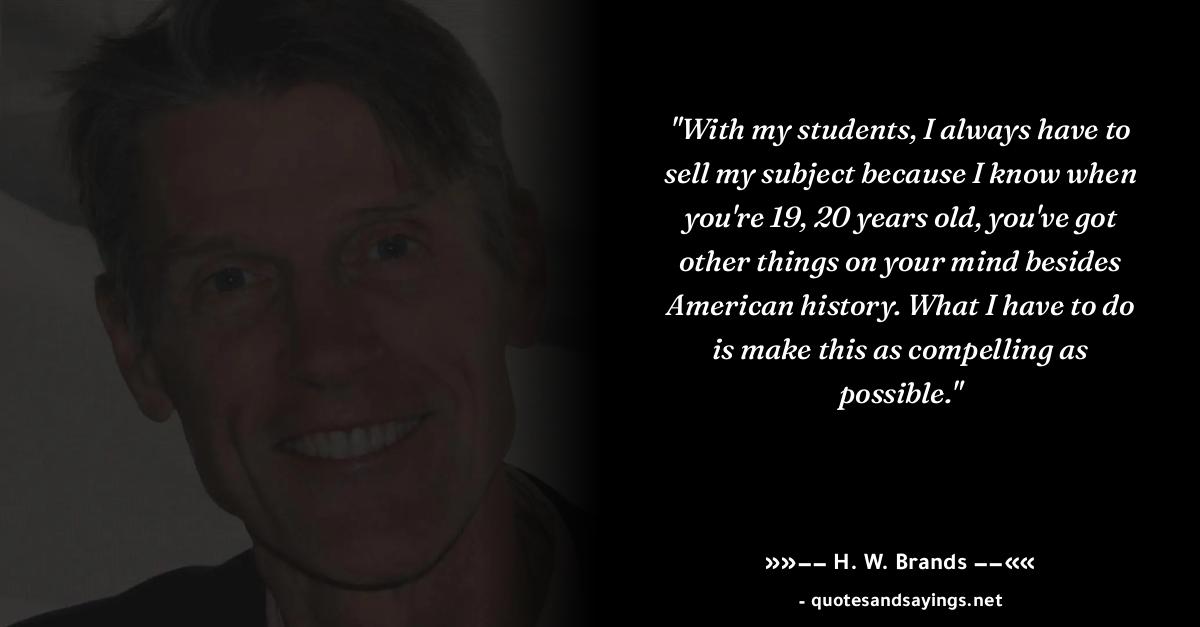 "With my students, I always have to
sell my subject because I know when
you're 19, 20 years old, you've got
other things on your mind besides
American history. What I have to do
is make this as compelling as
possible."
»»–– H. W. Brands ––««
- quotesandsayings.net